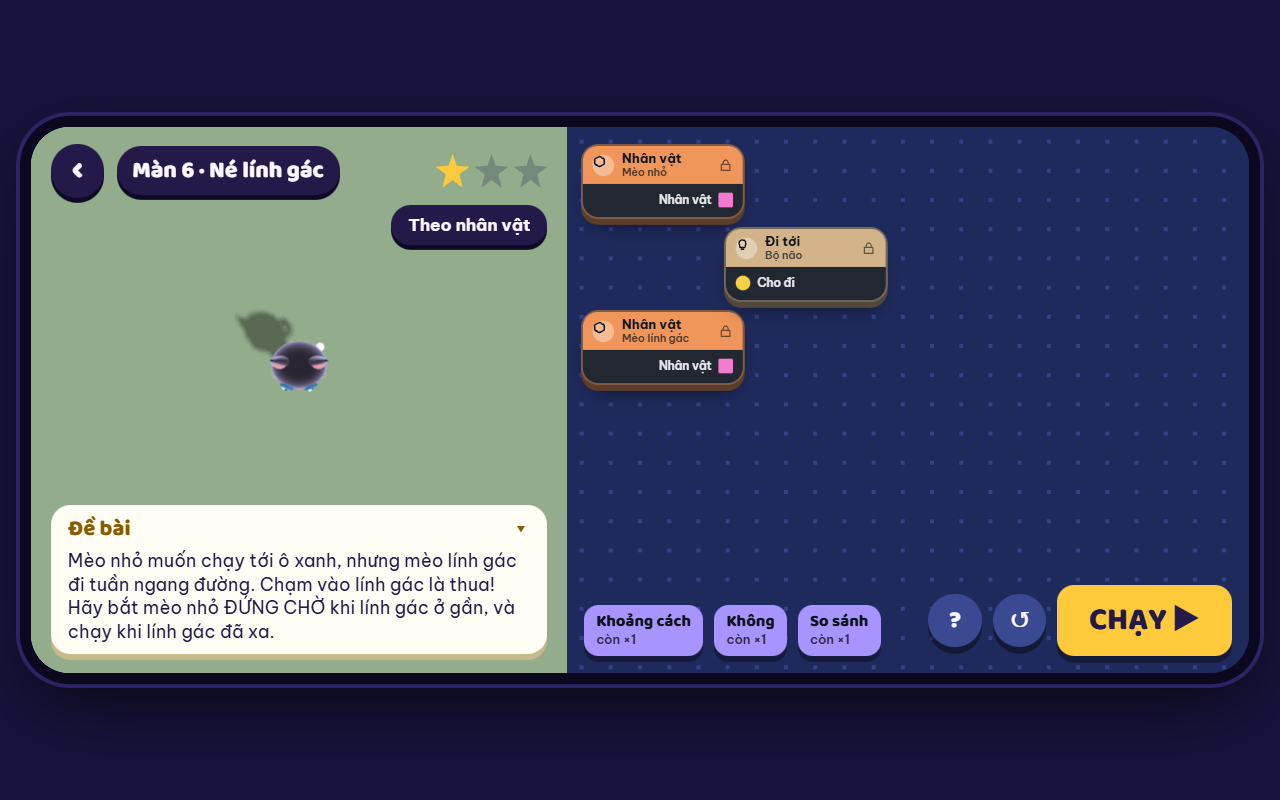 Màn 6 • Né lính gác
Theo nhân vật
Đề bài
Mèo nhỏ muốn chạy tới ô xanh, nhưng mèo lính gác
đi tuần ngang đường. Chạm vào lính gác là thua!
Hãy bắt mèo nhỏ ĐỨNG CHỜ khi lính gác ở gần, và
chạy khi lính gác đã xa.
Nhân vật
Mèo nhỏ
Nhân vật
Đi tới
Bộ não
Cho đi
Nhân vật
Mèo lính gác
Nhân vật
Khoảng cách
còn ×1
Không
còn ×1
So sánh
còn ×1
?
CHẠY